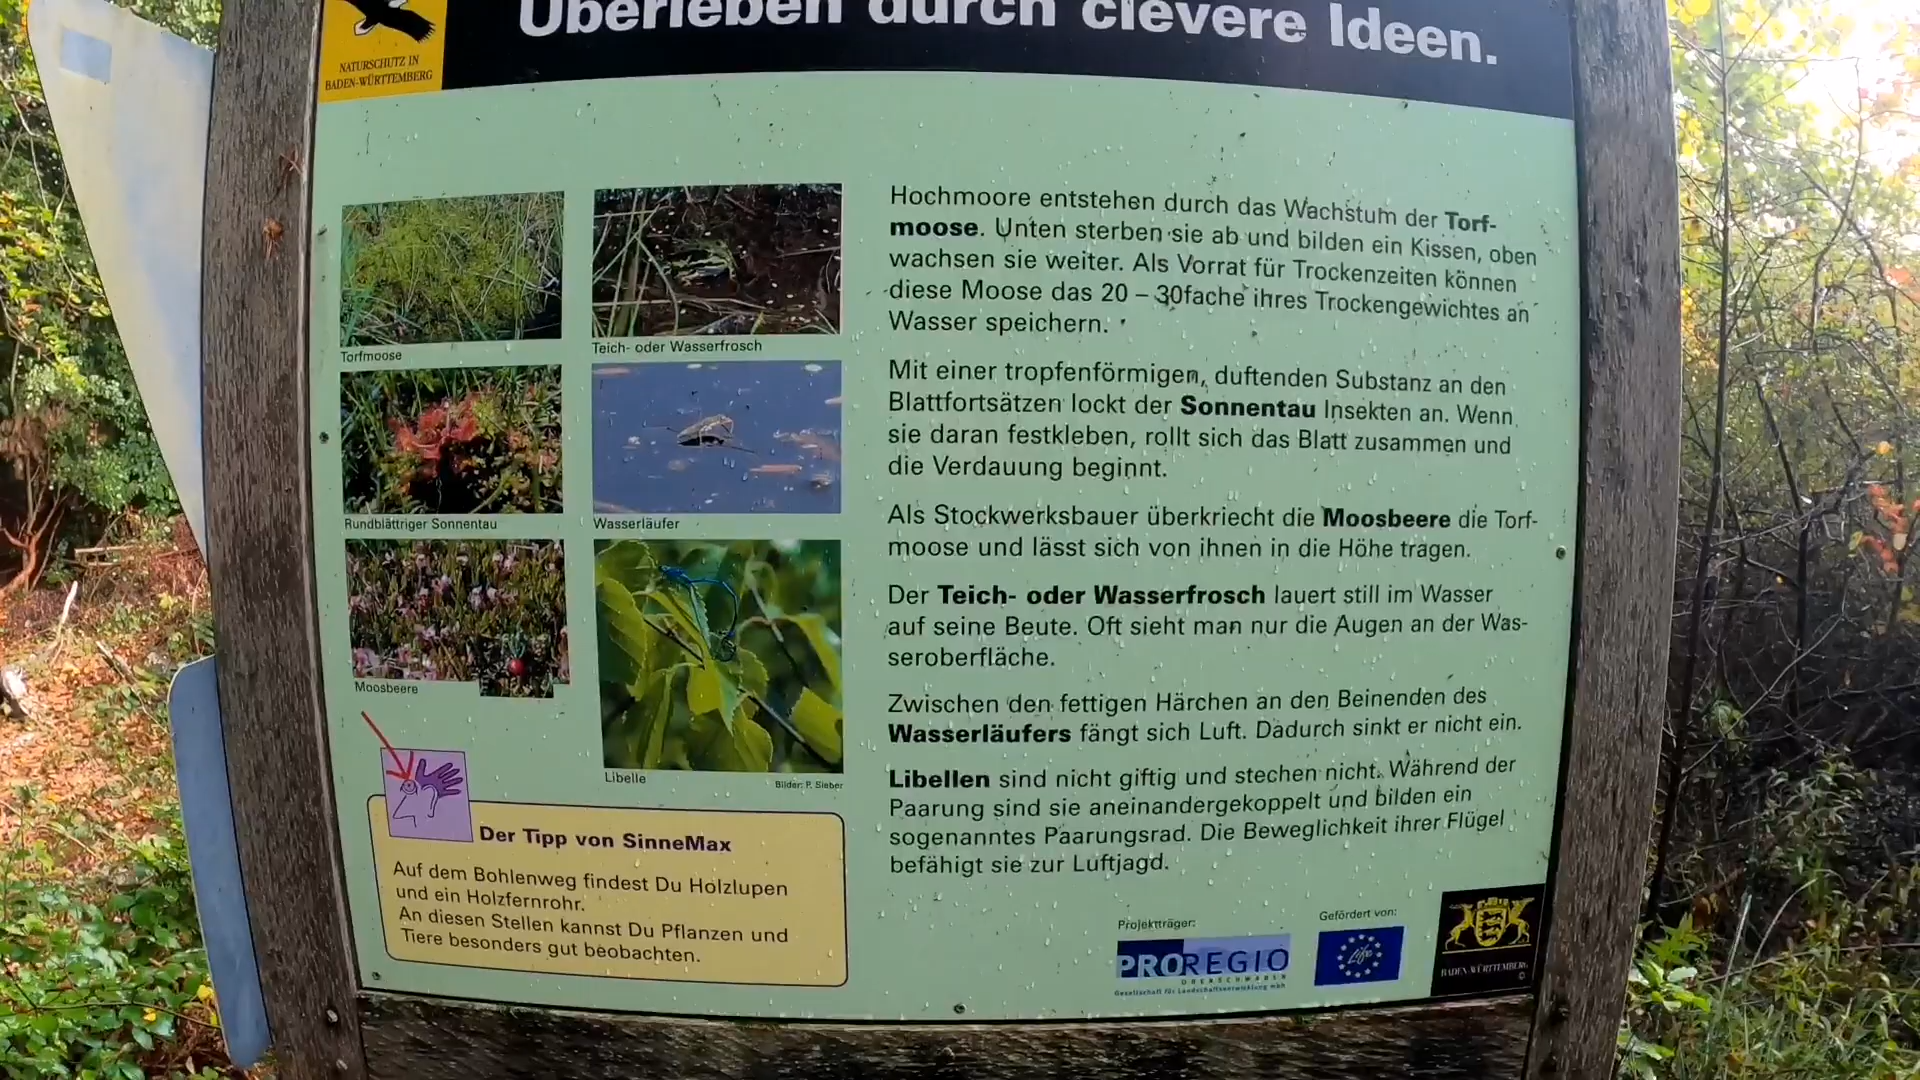 Überleben durch clevere Ideen.
NATURSCHUTZ IN
BADEN-WÜRTTEMBERG
Torfmoose
Teich- oder Wasserfrosch
Rundblättriger Sonnentau
Wasserläufer
Moosbeere
Libelle
Bilder: P. Sieber
Hochmoore entstehen durch das Wachstum der Torf-
moose. Unten sterben sie ab und bilden ein Kissen, oben
wachsen sie weiter. Als Vorrat für Trockenzeiten können
diese Moose das 20 – 30fache ihres Trockengewichtes an
Wasser speichern.
Mit einer tropfenförmigen, duftenden Substanz an den
Blattfortsätzen lockt der Sonnentau Insekten an. Wenn
sie daran festkleben, rollt sich das Blatt zusammen und
die Verdauung beginnt.
Als Stockwerksbauer überkriecht die Moosbeere die Torf-
moose und lässt sich von ihnen in die Höhe tragen.
Der Teich- oder Wasserfrosch lauert still im Wasser
auf seine Beute. Oft sieht man nur die Augen an der Was-
seroberfläche.
Zwischen den fettigen Härchen an den Beinenden des
Wasserläufers fängt sich Luft. Dadurch sinkt er nicht ein.
Libellen sind nicht giftig und stechen nicht. Während der
Paarung sind sie aneinandergekoppelt und bilden ein
sogenanntes Paarungsrad. Die Beweglichkeit ihrer Flügel
befähigt sie zur Luftjagd.
Der Tipp von SinneMax
Auf dem Bohlenweg findest Du Holzlupen
und ein Holzfernrohr.
An diesen Stellen kannst Du Pflanzen und
Tiere besonders gut beobachten.
Projektträger:
PROREGIO
OBERSCHWABEN
Gesellschaft für Landschaftsentwicklung mbh
Gefördert von:
Life
BADEN-WÜRTTEMBERG
©